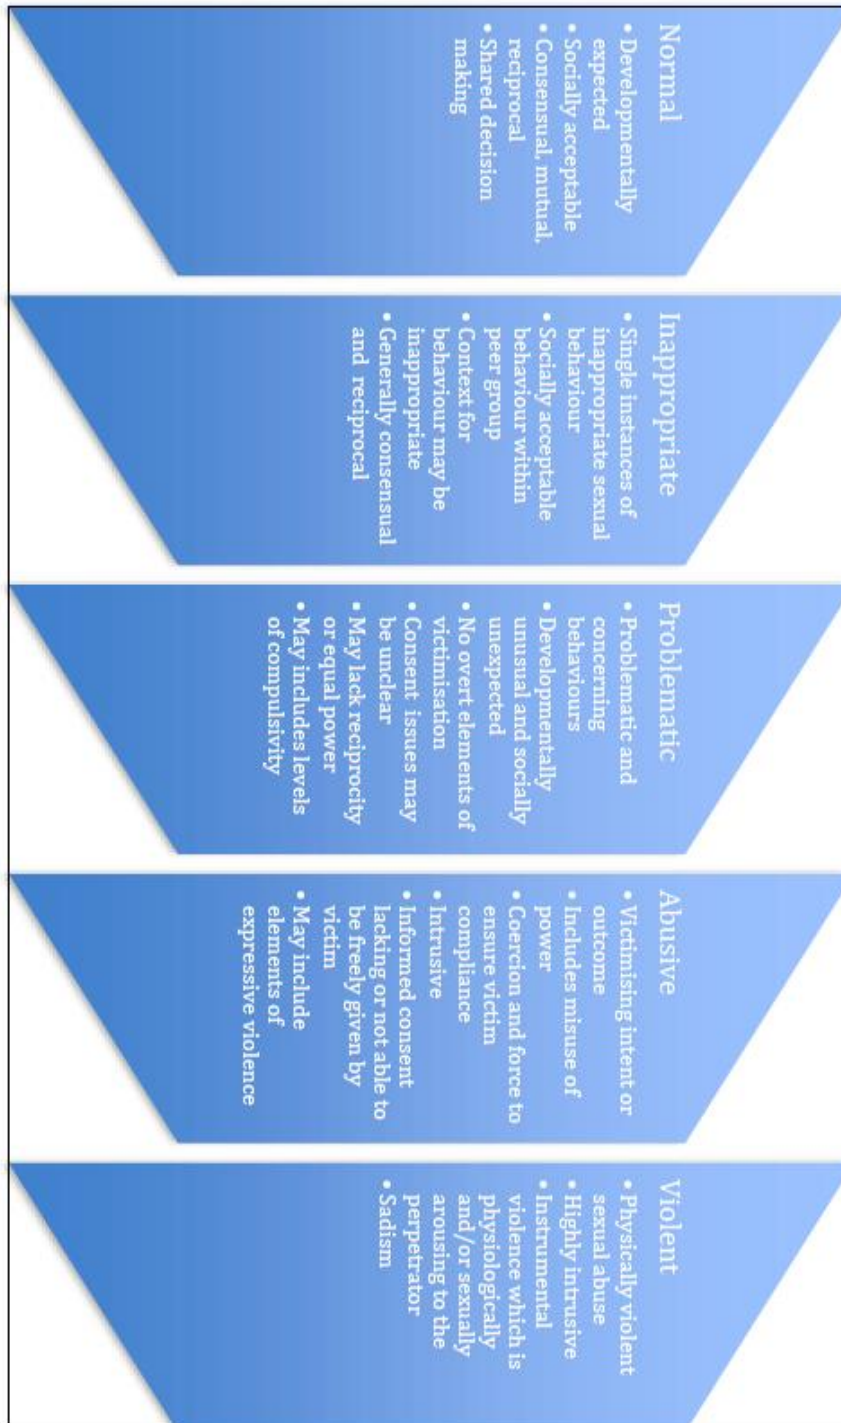 Normal
• Developmentally
expected
• Socially acceptable
• Consensual, mutual,
reciprocal
• Shared decision
making
Inappropriate
• Single instances of
inappropriate sexual
behaviour
• Socially acceptable
behaviour within
peer group
• Context for
behaviour may be
inappropriate
• Generally consensual
and reciprocal
Problematic
• Problematic and
concerning
behaviours
• Developmentally
unusual and socially
unexpected
• No overt elements of
victimisation
• Consent issues may
be unclear
• May lack reciprocity
or equal power
• May includes levels
of compulsivity
Abusive
• Victimising intent or
outcome
• Includes misuse of
power
• Coercion and force to
ensure victim
compliance
• Intrusive
• Informed consent
lacking or not able to
be freely given by
victim
• May include
elements of
expressive violence
Violent
• Physically violent
sexual abuse
• Highly intrusive
• Instrumental
violence which is
physiologically
and/or sexually
arousing to the
perpetrator
• Sadism